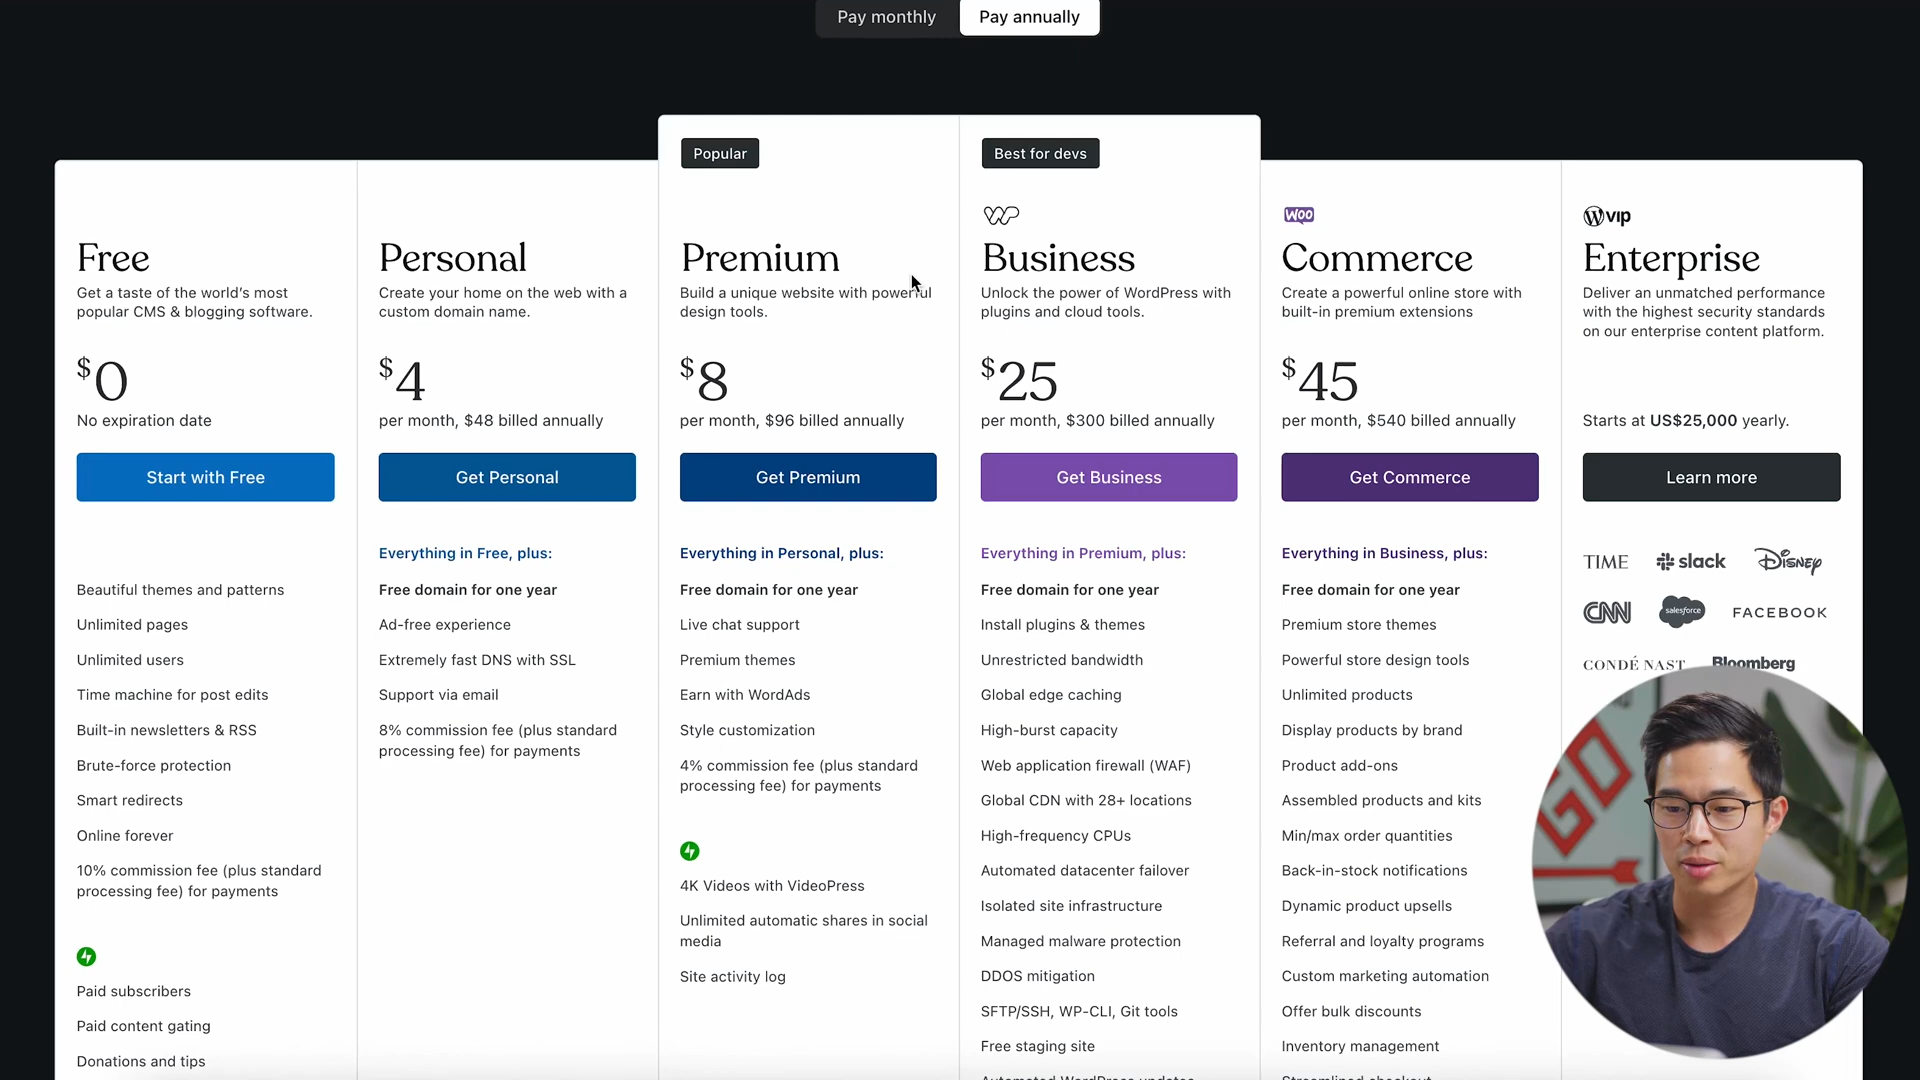 Pay monthly
Pay annually
Popular
Best for devs
Free
Get a taste of the world's most
popular CMS & blogging software.
$0
No expiration date
Start with Free
Beautiful themes and patterns
Unlimited pages
Unlimited users
Time machine for post edits
Built-in newsletters & RSS
Brute-force protection
Smart redirects
Online forever
10% commission fee (plus standard
processing fee) for payments
Paid subscribers
Paid content gating
Donations and tips
Personal
Create your home on the web with a
custom domain name.
$4
per month, $48 billed annually
Get Personal
Everything in Free, plus:
Free domain for one year
Ad-free experience
Extremely fast DNS with SSL
Support via email
8% commission fee (plus standard
processing fee) for payments
Premium
Build a unique website with powerful
design tools.
$8
per month, $96 billed annually
Get Premium
Everything in Personal, plus:
Free domain for one year
Live chat support
Premium themes
Earn with WordAds
Style customization
4% commission fee (plus standard
processing fee) for payments
4K Videos with VideoPress
Unlimited automatic shares in social
media
Site activity log
WP
Business
Unlock the power of WordPress with
plugins and cloud tools.
$25
per month, $300 billed annually
Get Business
Everything in Premium, plus:
Free domain for one year
Install plugins & themes
Unrestricted bandwidth
Global edge caching
High-burst capacity
Web application firewall (WAF)
Global CDN with 28+ locations
High-frequency CPUs
Automated datacenter failover
Isolated site infrastructure
Managed malware protection
DDOS mitigation
SFTP/SSH, WP-CLI, Git tools
Free staging site
Automated WordPress updates
Woo
Commerce
Create a powerful online store with
built-in premium extensions
$45
per month, $540 billed annually
Get Commerce
Everything in Business, plus:
Free domain for one year
Premium store themes
Powerful store design tools
Unlimited products
Display products by brand
Product add-ons
Assembled products and kits
Min/max order quantities
Back-in-stock notifications
Dynamic product upsells
Referral and loyalty programs
Custom marketing automation
Offer bulk discounts
Inventory management
Streamlined checkout
W vip
Enterprise
Deliver an unmatched performance
with the highest security standards
on our enterprise content platform.
Starts at US$25,000 yearly.
Learn more
TIME slack Disney
CNN salesforce FACEBOOK
CONDÉ NAST Bloomberg
GO